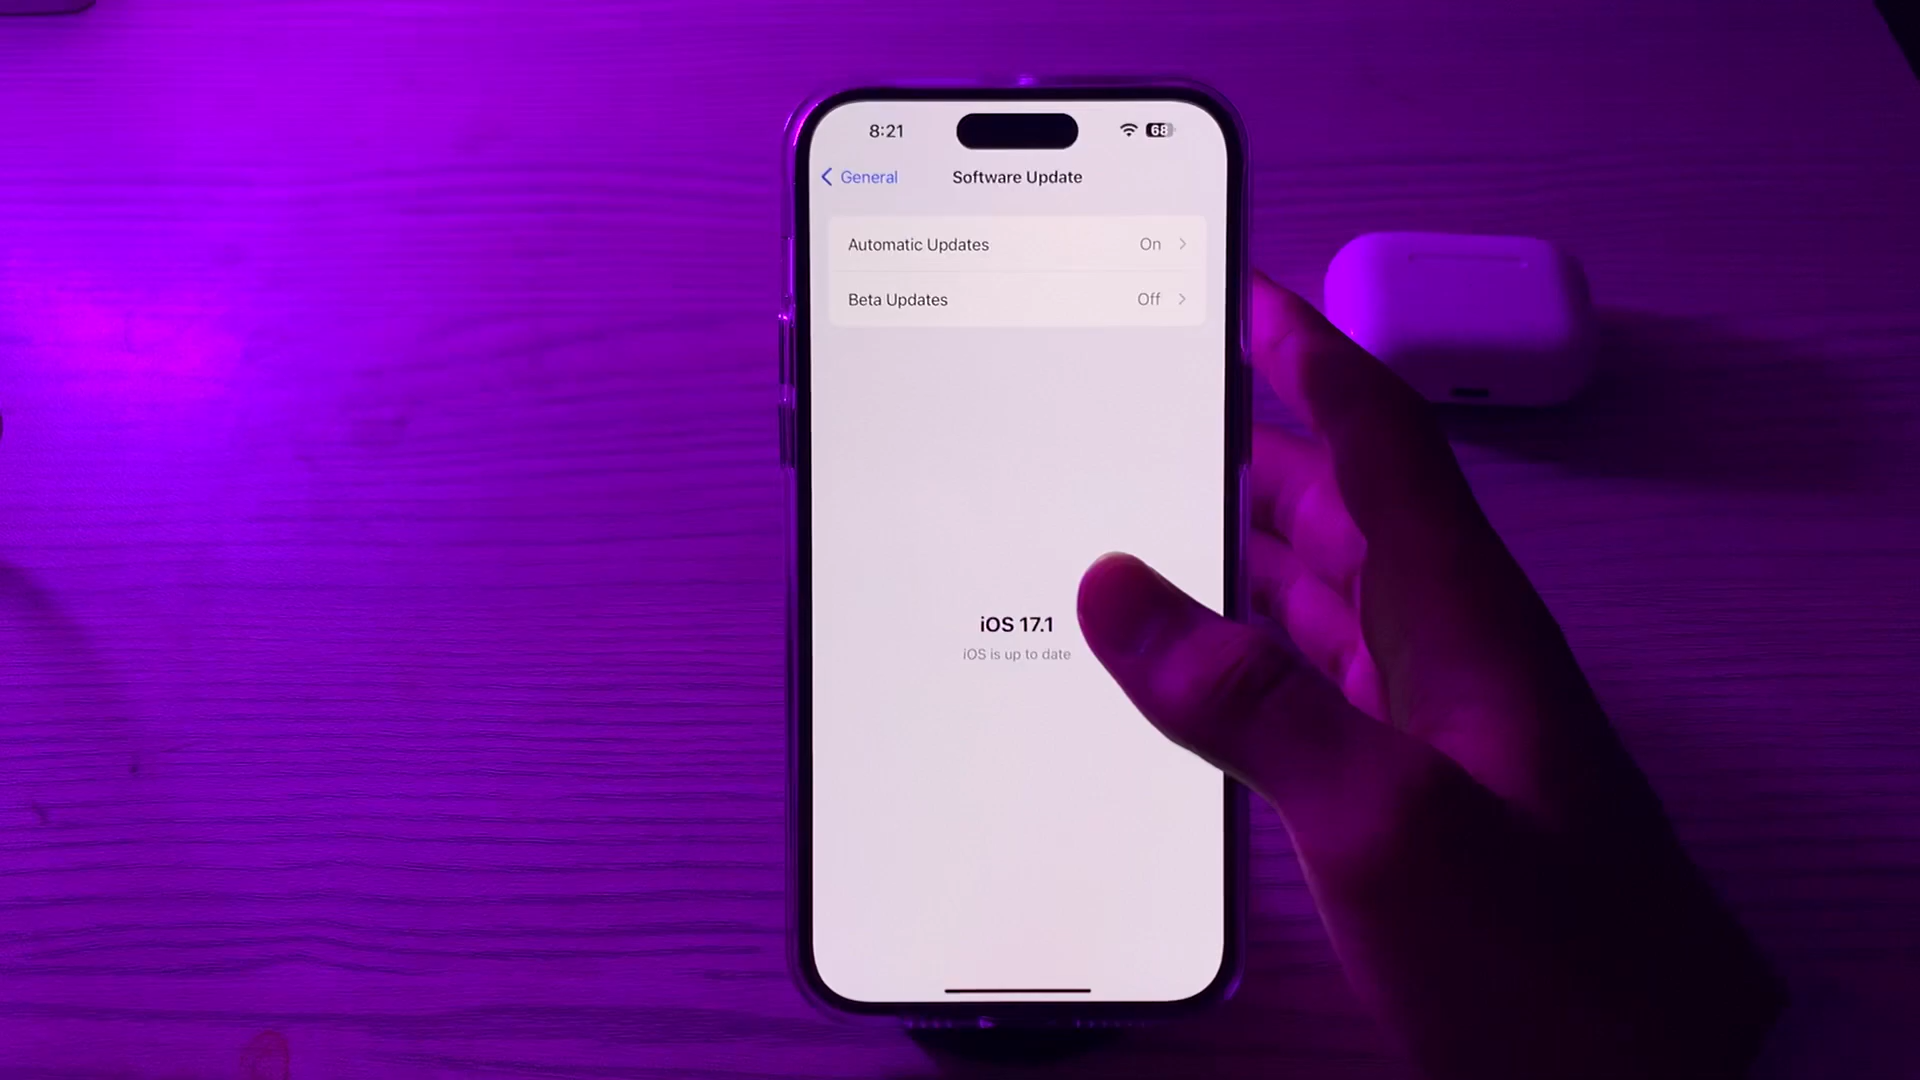 8:21
68
General
Software Update
Automatic Updates On
Beta Updates Off
iOS 17.1
iOS is up to date